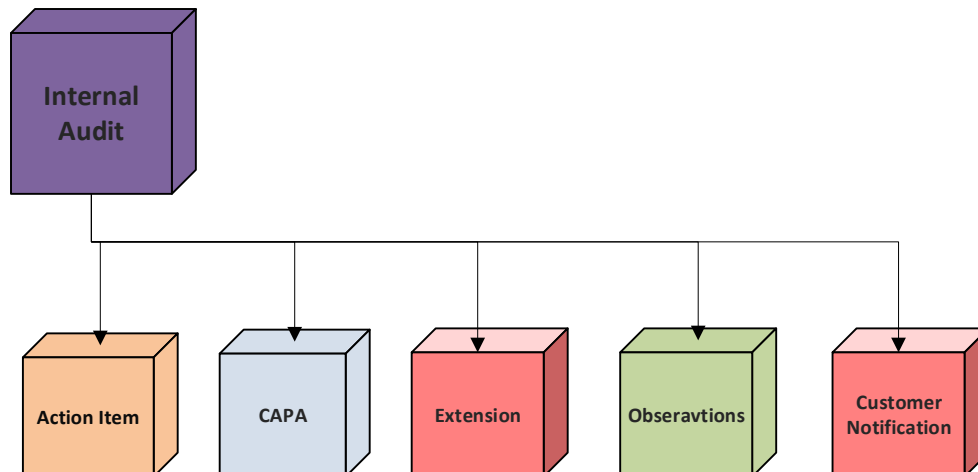 Internal
Audit
Action Item
CAPA
Extension
Obseravtions
Customer
Notification